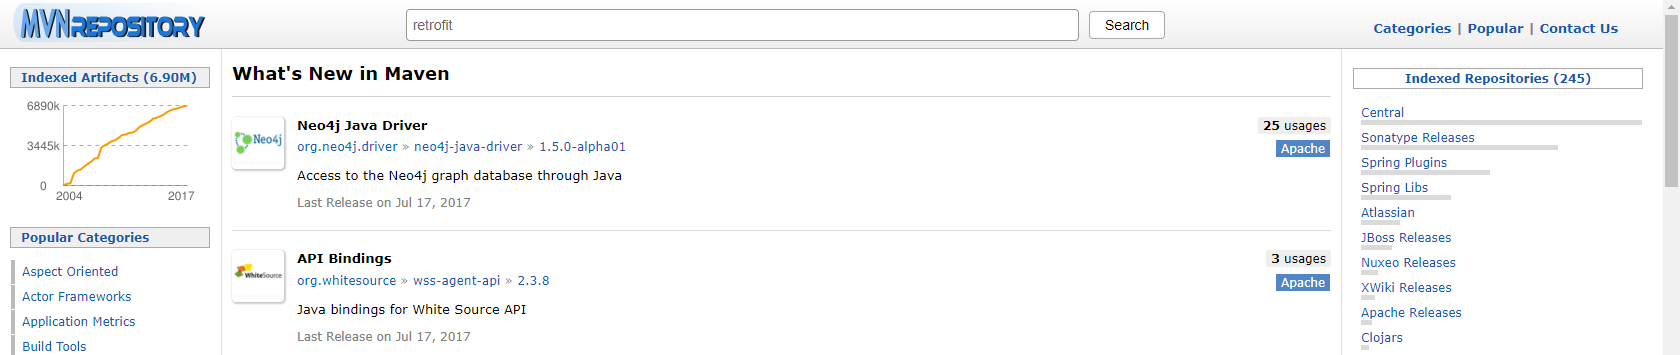 MVNREPOSITORY
retrofit
Search
Categories | Popular | Contact Us
Indexed Artifacts (6.90M)
6890k
3445k
0
2004
2017
Popular Categories
Aspect Oriented
Actor Frameworks
Application Metrics
Build Tools
What's New in Maven
Neo4j
Neo4j Java Driver
25 usages
org.neo4j.driver » neo4j-java-driver » 1.5.0-alpha01
Apache
Access to the Neo4j graph database through Java
Last Release on Jul 17, 2017
WhiteSource
API Bindings
3 usages
org.whitesource » wss-agent-api » 2.3.8
Apache
Java bindings for White Source API
Last Release on Jul 17, 2017
Indexed Repositories (245)
Central
Sonatype Releases
Spring Plugins
Spring Libs
Atlassian
JBoss Releases
Nuxeo Releases
XWiki Releases
Apache Releases
Clojars